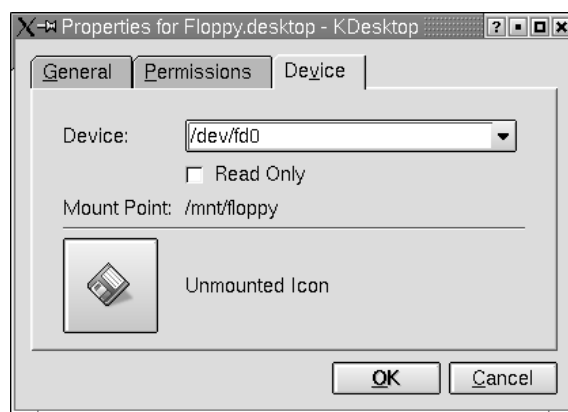 Properties for Floppy.desktop - KDesktop
General Permissions Device
Device: /dev/fd0
Read Only
Mount Point: /mnt/floppy
Unmounted Icon
OK Cancel